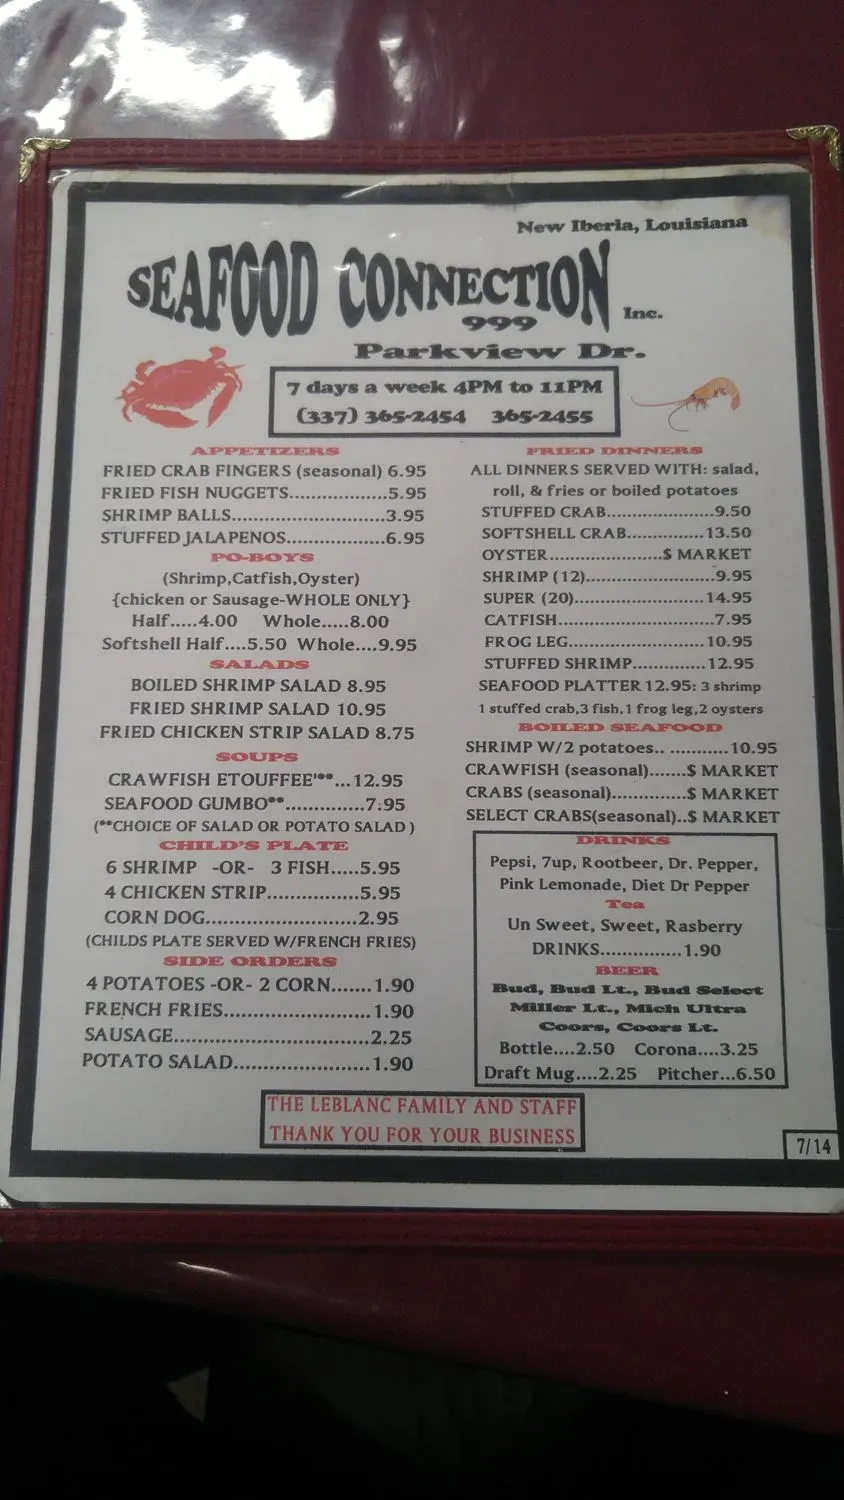 New Iberia, Louisiana
SEAFOOD CONNECTION Inc.
999
Parkview Dr.
7 days a week 4PM to 11PM
(337) 365-2454 365-2455
APPETIZERS
FRIED CRAB FINGERS (seasonal) 6.95
FRIED FISH NUGGETS.................5.95
SHRIMP BALLS..........................3.95
STUFFED JALAPENOS.................6.95
PO-BOYS
(Shrimp,Catfish,Oyster)
{chicken or Sausage-WHOLE ONLY}
Half.....4.00 Whole.....8.00
Softshell Half....5.50 Whole....9.95
SALADS
BOILED SHRIMP SALAD 8.95
FRIED SHRIMP SALAD 10.95
FRIED CHICKEN STRIP SALAD 8.75
SOUPS
CRAWFISH ETOUFFEE'**...12.95
SEAFOOD GUMBO**..............7.95
(**CHOICE OF SALAD OR POTATO SALAD )
CHILD'S PLATE
6 SHRIMP -OR- 3 FISH.....5.95
4 CHICKEN STRIP................5.95
CORN DOG..........................2.95
(CHILDS PLATE SERVED W/FRENCH FRIES)
SIDE ORDERS
4 POTATOES -OR- 2 CORN.......1.90
FRENCH FRIES.........................1.90
SAUSAGE..................................2.25
POTATO SALAD.......................1.90
FRIED DINNERS
ALL DINNERS SERVED WITH: salad,
roll, & fries or boiled potatoes
STUFFED CRAB.......................9.50
SOFTSHELL CRAB..............13.50
OYSTER........................$ MARKET
SHRIMP (12)............................9.95
SUPER (20)............................14.95
CATFISH..................................7.95
FROG LEG.............................10.95
STUFFED SHRIMP..............12.95
SEAFOOD PLATTER 12.95: 3 shrimp
1 stuffed crab,3 fish,1 frog leg,2 oysters
BOILED SEAFOOD
SHRIMP W/2 potatoes.. ...........10.95
CRAWFISH (seasonal).......$ MARKET
CRABS (seasonal).............$ MARKET
SELECT CRABS(seasonal)..$ MARKET
DRINKS
Pepsi, 7up, Rootbeer, Dr. Pepper,
Pink Lemonade, Diet Dr Pepper
Tea
Un Sweet, Sweet, Rasberry
DRINKS...............1.90
BEER
Bud, Bud Lt., Bud Select
Miller Lt., Mich Ultra
Coors, Coors Lt.
Bottle....2.50 Corona....3.25
Draft Mug....2.25 Pitcher...6.50
THE LEBLANC FAMILY AND STAFF
THANK YOU FOR YOUR BUSINESS
7/14